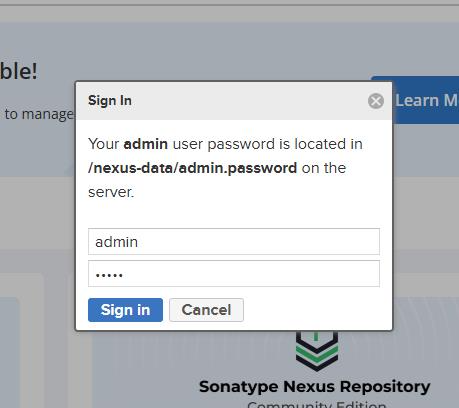 ble!
to manage
Learn M
Sign In
Your admin user password is located in
/nexus-data/admin.password on the
server.
admin
•••••
Sign in Cancel
Sonatype Nexus Repository
Community Edition